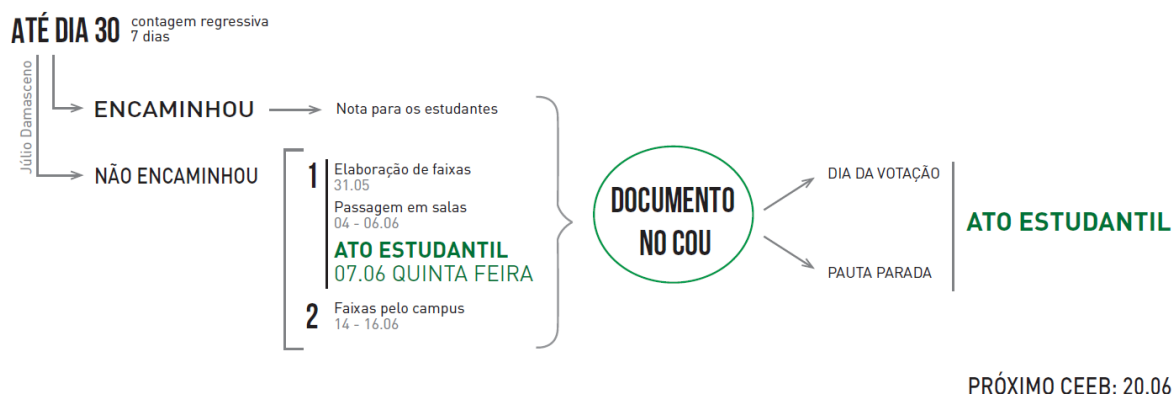 ATÉ DIA 30
contagem regressiva
7 dias
Júlio Damasceno
ENCAMINHOU
Nota para os estudantes
NÃO ENCAMINHOU
1
Elaboração de faixas
31.05
Passagem em salas
04 - 06.06
ATO ESTUDANTIL
07.06 QUINTA FEIRA
2
Faixas pelo campus
14 - 16.06
DOCUMENTO
NO COU
DIA DA VOTAÇÃO
PAUTA PARADA
ATO ESTUDANTIL
PRÓXIMO CEEB: 20.06